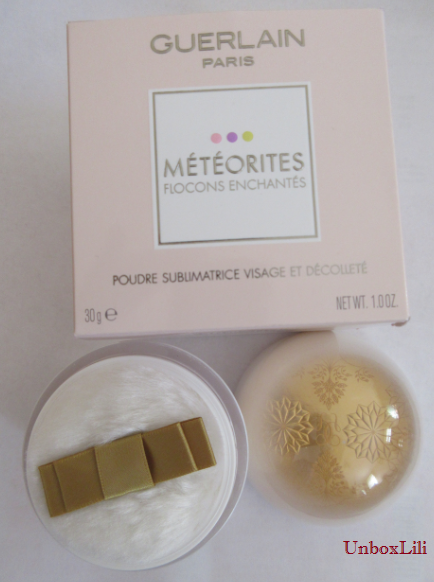 GUERLAIN
PARIS
MÉTÉORITES
FLOCONS ENCHANTÉS
POUDRE SUBLIMATRICE VISAGE ET DÉCOLLETÉ
30g ℮ NET WT. 1.0 OZ.
UnboxLili